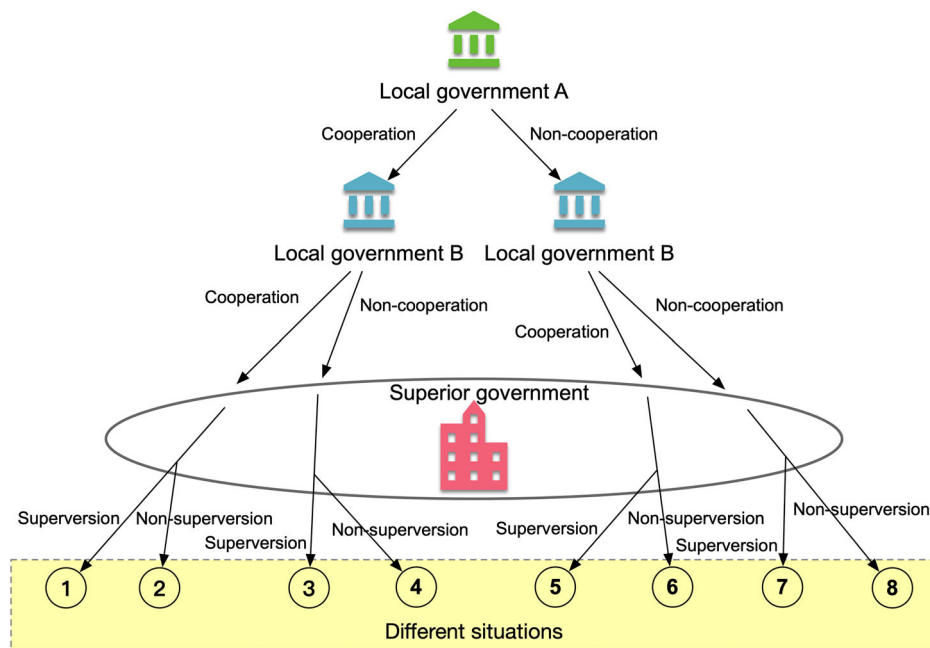 Local government A
Cooperation
Non-cooperation
Local government B
Local government B
Cooperation
Non-cooperation
Cooperation
Non-cooperation
Superior government
Superversion
Non-superversion
Superversion
Non-superversion
Superversion
Non-superversion
Superversion
Non-superversion
1
2
3
4
5
6
7
8
Different situations